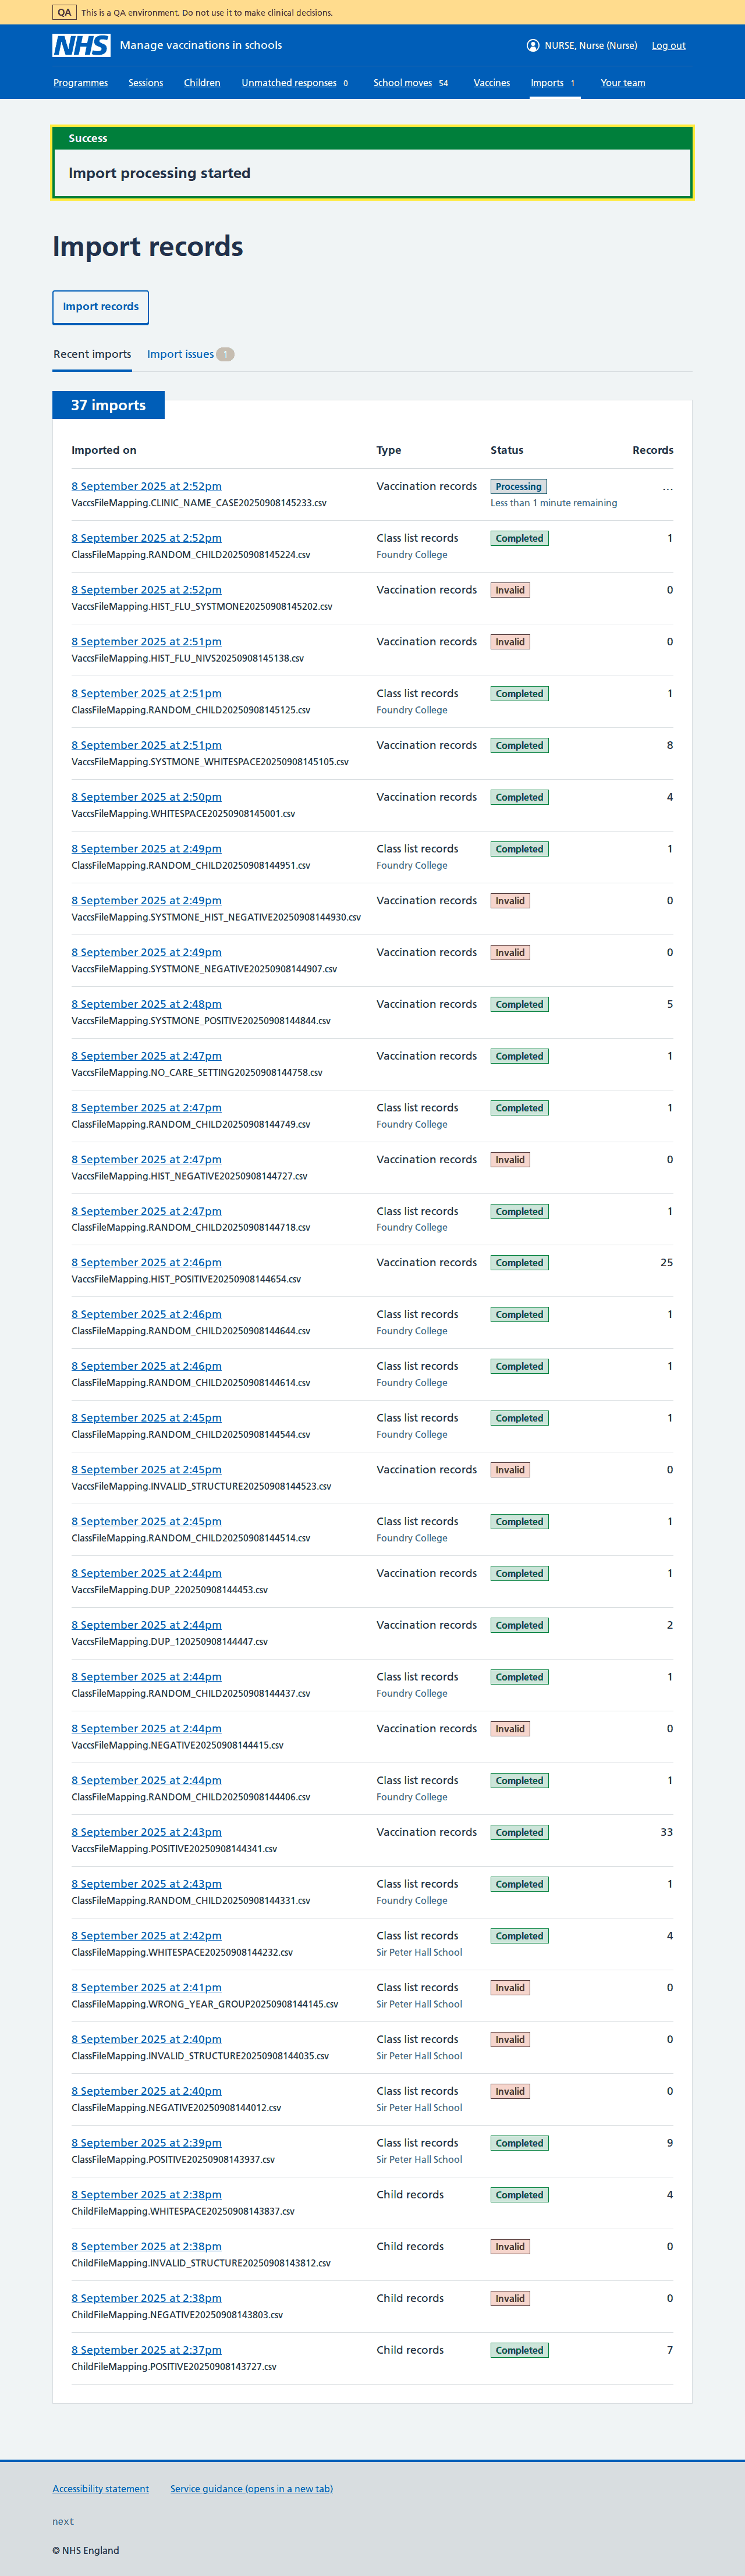 QA This is a QA environment. Do not use it to make clinical decisions.
NHS Manage vaccinations in schools NURSE, Nurse (Nurse) Log out
Programmes Sessions Children Unmatched responses 0 School moves 54 Vaccines Imports 1 Your team
Success
Import processing started
Import records
Import records
Recent imports Import issues 1
37 imports
Imported on Type Status Records
8 September 2025 at 2:52pm Vaccination records Processing ...
VaccsFileMapping.CLINIC_NAME_CASE20250908145233.csv Less than 1 minute remaining
8 September 2025 at 2:52pm Class list records Completed 1
ClassFileMapping.RANDOM_CHILD20250908145224.csv Foundry College
8 September 2025 at 2:52pm Vaccination records Invalid 0
VaccsFileMapping.HIST_FLU_SYSTMONE20250908145202.csv
8 September 2025 at 2:51pm Vaccination records Invalid 0
VaccsFileMapping.HIST_FLU_NIVS20250908145138.csv
8 September 2025 at 2:51pm Class list records Completed 1
ClassFileMapping.RANDOM_CHILD20250908145125.csv Foundry College
8 September 2025 at 2:51pm Vaccination records Completed 8
VaccsFileMapping.SYSTMONE_WHITESPACE20250908145105.csv
8 September 2025 at 2:50pm Vaccination records Completed 4
VaccsFileMapping.WHITESPACE20250908145001.csv
8 September 2025 at 2:49pm Class list records Completed 1
ClassFileMapping.RANDOM_CHILD20250908144951.csv Foundry College
8 September 2025 at 2:49pm Vaccination records Invalid 0
VaccsFileMapping.SYSTMONE_HIST_NEGATIVE20250908144930.csv
8 September 2025 at 2:49pm Vaccination records Invalid 0
VaccsFileMapping.SYSTMONE_NEGATIVE20250908144907.csv
8 September 2025 at 2:48pm Vaccination records Completed 5
VaccsFileMapping.SYSTMONE_POSITIVE20250908144844.csv
8 September 2025 at 2:47pm Vaccination records Completed 1
VaccsFileMapping.NO_CARE_SETTING20250908144758.csv
8 September 2025 at 2:47pm Class list records Completed 1
ClassFileMapping.RANDOM_CHILD20250908144749.csv Foundry College
8 September 2025 at 2:47pm Vaccination records Invalid 0
VaccsFileMapping.HIST_NEGATIVE20250908144727.csv
8 September 2025 at 2:47pm Class list records Completed 1
ClassFileMapping.RANDOM_CHILD20250908144718.csv Foundry College
8 September 2025 at 2:46pm Vaccination records Completed 25
VaccsFileMapping.HIST_POSITIVE20250908144654.csv
8 September 2025 at 2:46pm Class list records Completed 1
ClassFileMapping.RANDOM_CHILD20250908144644.csv Foundry College
8 September 2025 at 2:46pm Class list records Completed 1
ClassFileMapping.RANDOM_CHILD20250908144614.csv Foundry College
8 September 2025 at 2:45pm Class list records Completed 1
ClassFileMapping.RANDOM_CHILD20250908144544.csv Foundry College
8 September 2025 at 2:45pm Vaccination records Invalid 0
VaccsFileMapping.INVALID_STRUCTURE20250908144523.csv
8 September 2025 at 2:45pm Class list records Completed 1
ClassFileMapping.RANDOM_CHILD20250908144514.csv Foundry College
8 September 2025 at 2:44pm Vaccination records Completed 1
VaccsFileMapping.DUP_220250908144453.csv
8 September 2025 at 2:44pm Vaccination records Completed 2
VaccsFileMapping.DUP_120250908144447.csv
8 September 2025 at 2:44pm Class list records Completed 1
ClassFileMapping.RANDOM_CHILD20250908144437.csv Foundry College
8 September 2025 at 2:44pm Vaccination records Invalid 0
VaccsFileMapping.NEGATIVE20250908144415.csv
8 September 2025 at 2:44pm Class list records Completed 1
ClassFileMapping.RANDOM_CHILD20250908144406.csv Foundry College
8 September 2025 at 2:43pm Vaccination records Completed 33
VaccsFileMapping.POSITIVE20250908144341.csv
8 September 2025 at 2:43pm Class list records Completed 1
ClassFileMapping.RANDOM_CHILD20250908144331.csv Foundry College
8 September 2025 at 2:42pm Class list records Completed 4
ClassFileMapping.WHITESPACE20250908144232.csv Sir Peter Hall School
8 September 2025 at 2:41pm Class list records Invalid 0
ClassFileMapping.WRONG_YEAR_GROUP20250908144145.csv Sir Peter Hall School
8 September 2025 at 2:40pm Class list records Invalid 0
ClassFileMapping.INVALID_STRUCTURE20250908144035.csv Sir Peter Hall School
8 September 2025 at 2:40pm Class list records Invalid 0
ClassFileMapping.NEGATIVE20250908144012.csv Sir Peter Hall School
8 September 2025 at 2:39pm Class list records Completed 9
ClassFileMapping.POSITIVE20250908143937.csv Sir Peter Hall School
8 September 2025 at 2:38pm Child records Completed 4
ChildFileMapping.WHITESPACE20250908143837.csv
8 September 2025 at 2:38pm Child records Invalid 0
ChildFileMapping.INVALID_STRUCTURE20250908143812.csv
8 September 2025 at 2:38pm Child records Invalid 0
ChildFileMapping.NEGATIVE20250908143803.csv
8 September 2025 at 2:37pm Child records Completed 7
ChildFileMapping.POSITIVE20250908143727.csv
Accessibility statement Service guidance (opens in a new tab)
next
© NHS England